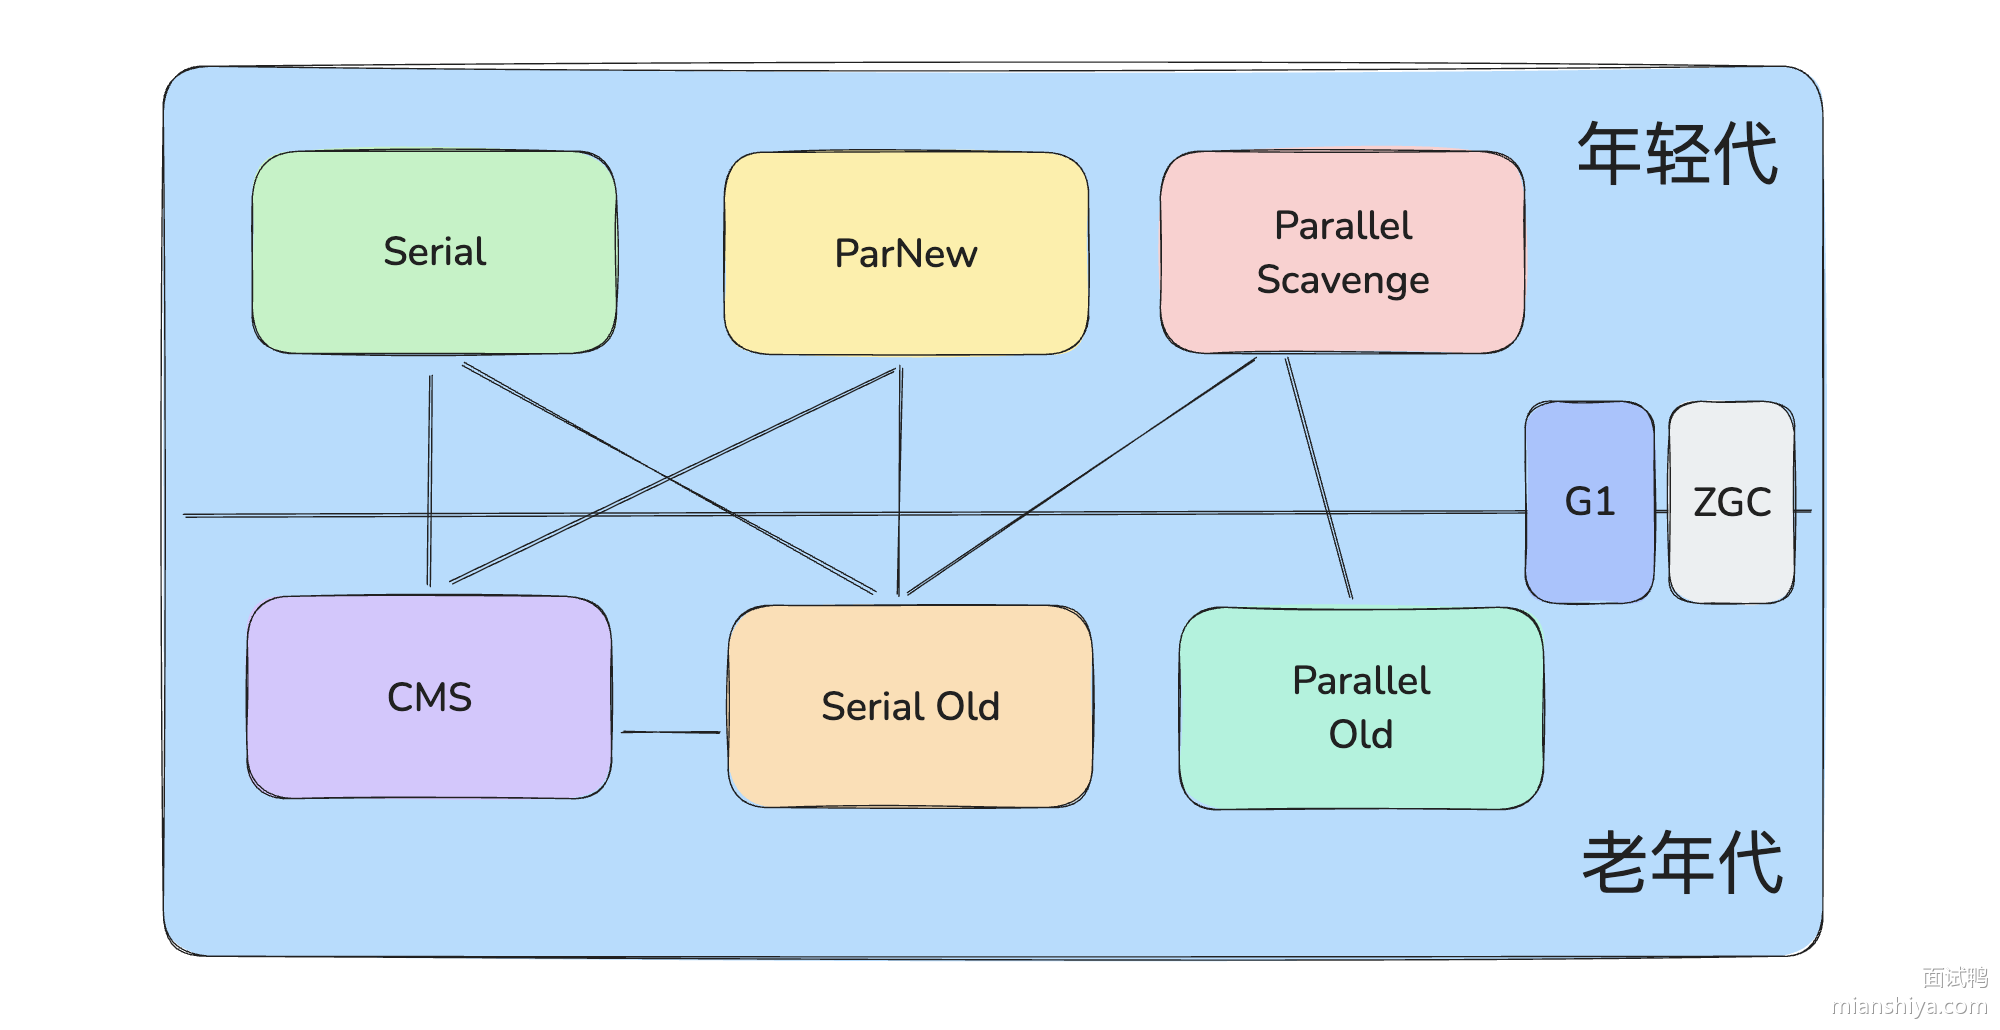 年轻代
Serial
ParNew
Parallel
Scavenge
G1
ZGC
CMS
Serial Old
Parallel
Old
老年代
面试鸭
mianshiya.com